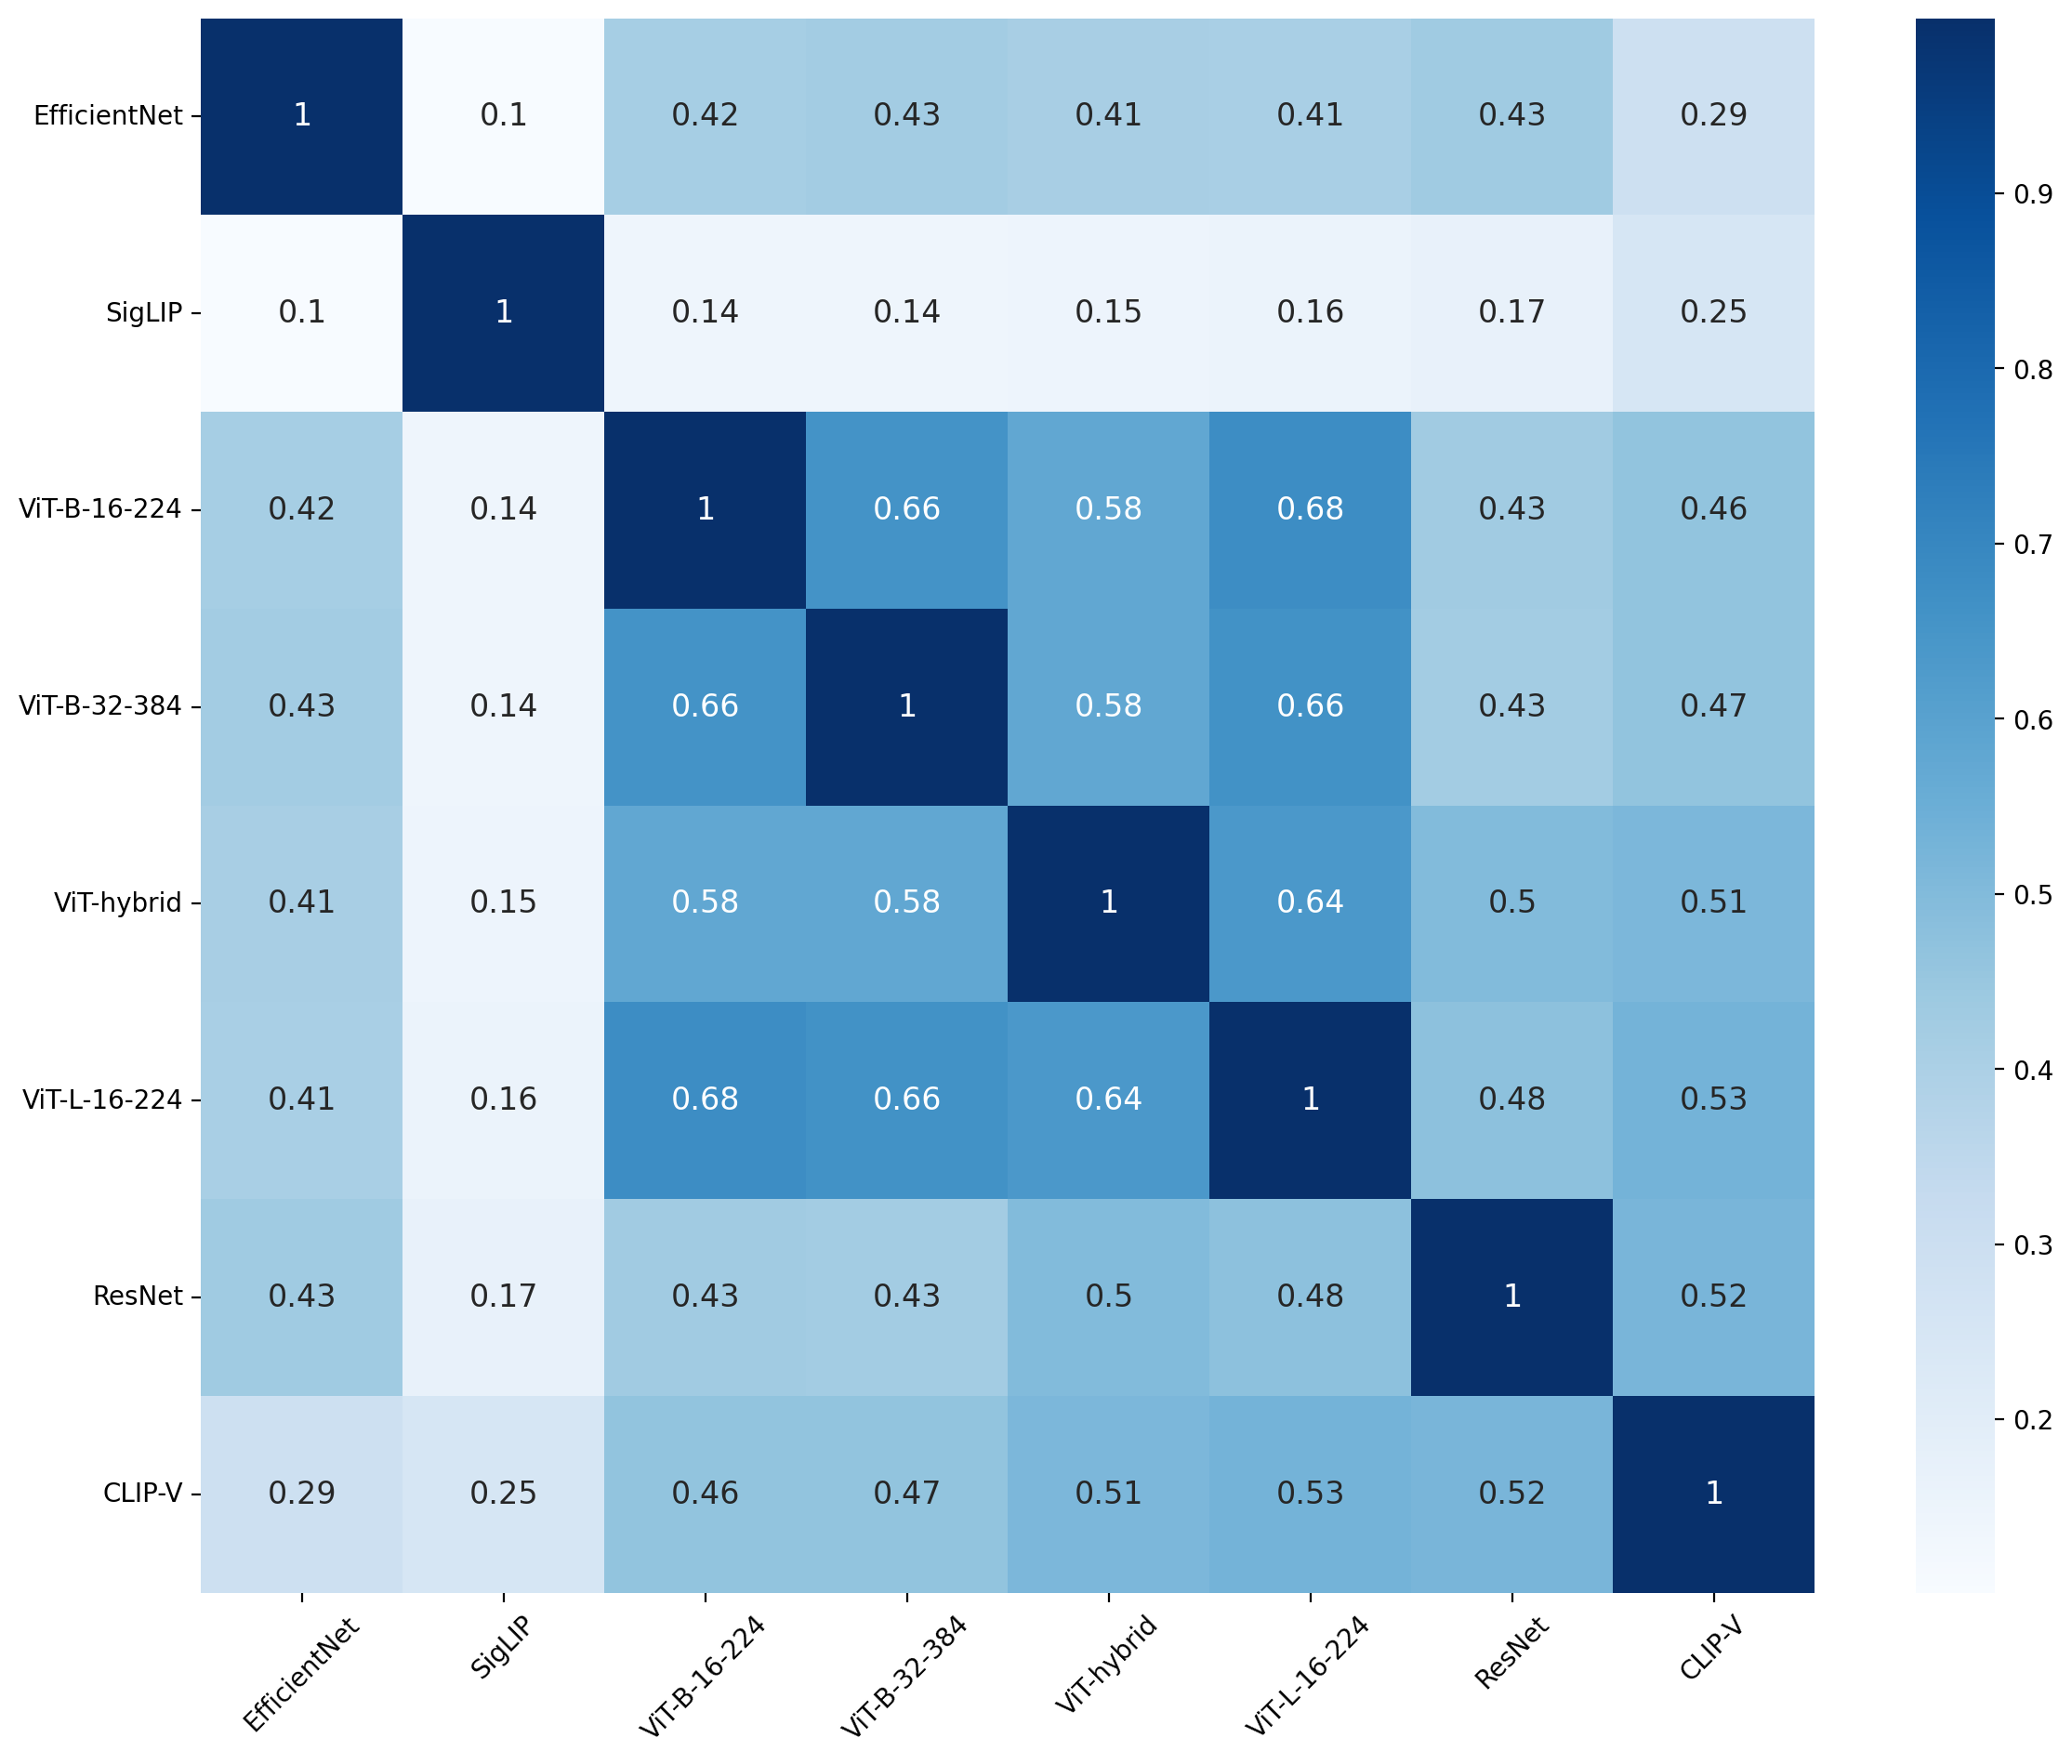 EfficientNet 1 0.1 0.42 0.43 0.41 0.41 0.43 0.29
SigLIP 0.1 1 0.14 0.14 0.15 0.16 0.17 0.25
ViT-B-16-224 0.42 0.14 1 0.66 0.58 0.68 0.43 0.46
ViT-B-32-384 0.43 0.14 0.66 1 0.58 0.66 0.43 0.47
ViT-hybrid 0.41 0.15 0.58 0.58 1 0.64 0.5 0.51
ViT-L-16-224 0.41 0.16 0.68 0.66 0.64 1 0.48 0.53
ResNet 0.43 0.17 0.43 0.43 0.5 0.48 1 0.52
CLIP-V 0.29 0.25 0.46 0.47 0.51 0.53 0.52 1
EfficientNet SigLIP ViT-B-16-224 ViT-B-32-384 ViT-hybrid ViT-L-16-224 ResNet CLIP-V
0.9
0.8
0.7
0.6
0.5
0.4
0.3
0.2